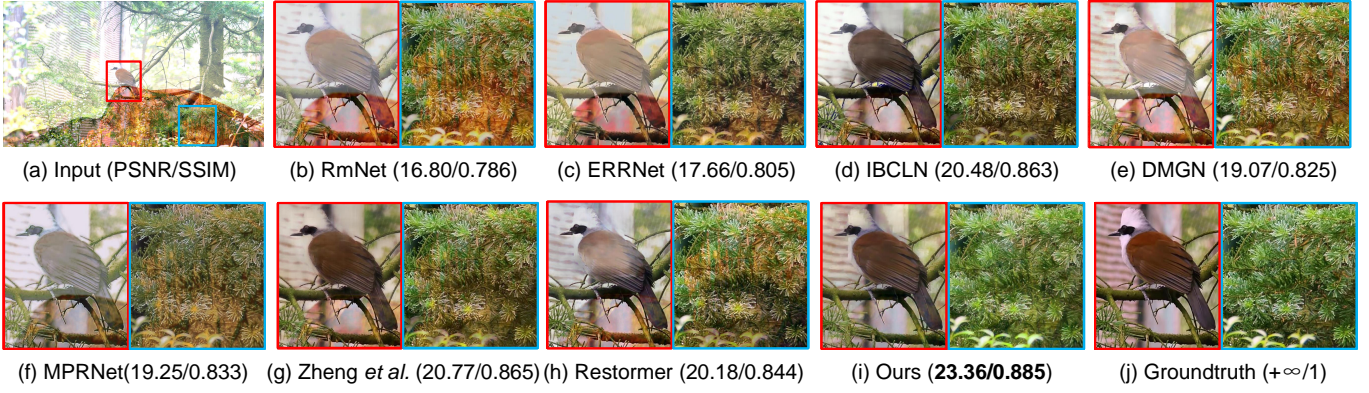 (a) Input (PSNR/SSIM) (b) RmNet (16.80/0.786) (c) ERRNet (17.66/0.805) (d) IBCLN (20.48/0.863) (e) DMGN (19.07/0.825)
(f) MPRNet(19.25/0.833) (g) Zheng et al. (20.77/0.865) (h) Restormer (20.18/0.844) (i) Ours (23.36/0.885) (j) Groundtruth (+∞/1)